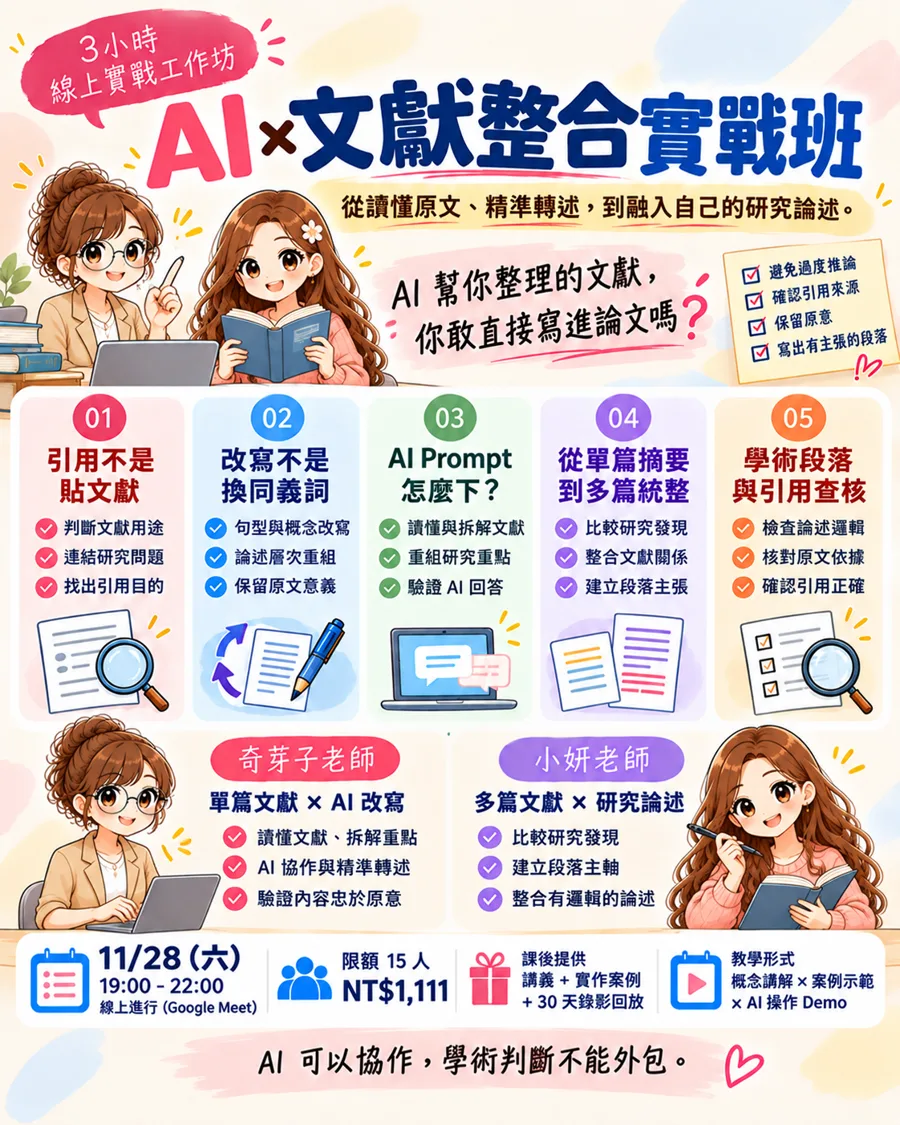 3小時
線上實戰工作坊
AI×文獻整合實戰班
從讀懂原文、精準轉述，到融入自己的研究論述。
AI 幫你整理的文獻，
你敢直接寫進論文嗎？
避免過度推論
確認引用來源
保留原意
寫出有主張的段落
01
引用不是
貼文獻
判斷文獻用途
連結研究問題
找出引用目的
02
改寫不是
換同義詞
句型與概念改寫
論述層次重組
保留原文意義
03
AI Prompt
怎麼下？
讀懂與拆解文獻
重組研究重點
驗證 AI 回答
04
從單篇摘要
到多篇統整
比較研究發現
整合文獻關係
建立段落主張
05
學術段落
與引用查核
檢查論述邏輯
核對原文依據
確認引用正確
奇芽子老師
單篇文獻 × AI 改寫
讀懂文獻、拆解重點
AI 協作與精準轉述
驗證內容忠於原意
小妍老師
多篇文獻 × 研究論述
比較研究發現
建立段落主軸
整合有邏輯的論述
11/28（六）
19:00 – 22:00
線上進行 (Google Meet)
限額 15 人
NT$1,111
課後提供
講義 + 實作案例
+ 30 天錄影回放
教學形式
概念講解 × 案例示範
× AI 操作 Demo
AI 可以協作，學術判斷不能外包。